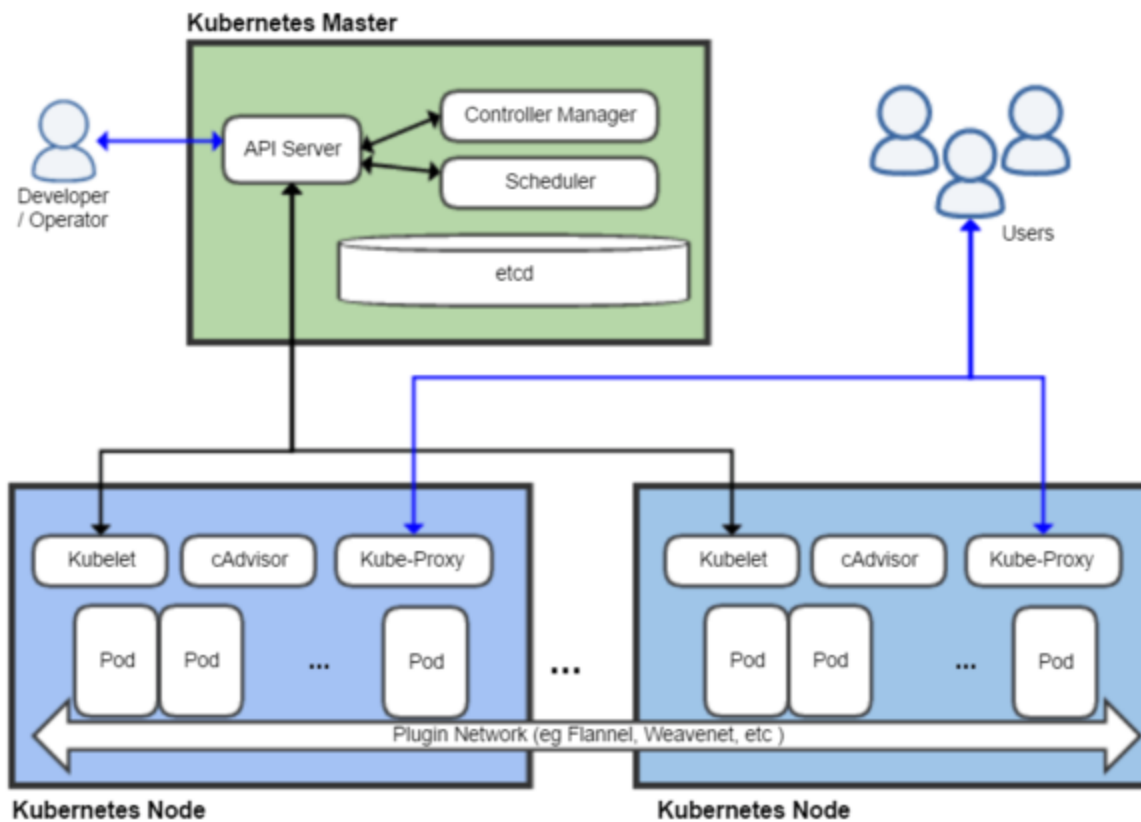 Kubernetes Master
API Server
Controller Manager
Scheduler
etcd
Developer
/ Operator
Users
Kubelet
cAdvisor
Kube-Proxy
Pod
Pod
...
Pod
...
Kubelet
cAdvisor
Kube-Proxy
Pod
Pod
...
Pod
Plugin Network (eg Flannel, Weavenet, etc )
Kubernetes Node
Kubernetes Node